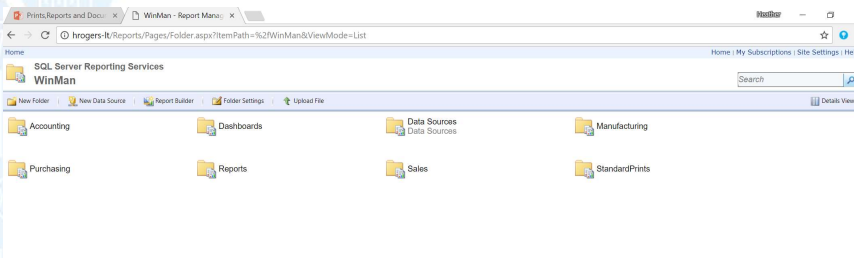 Prints,Reports and Docu
WinMan - Report Manag
Heather
hrogers-lt/Reports/Pages/Folder.aspx?ItemPath=%2fWinMan&ViewMode=List
Home
Home | My Subscriptions | Site Settings | He
SQL Server Reporting Services
WinMan
Search
New Folder | New Data Source | Report Builder | Folder Settings | Upload File
Details View
Accounting
Dashboards
Data Sources
Data Sources
Manufacturing
Purchasing
Reports
Sales
StandardPrints